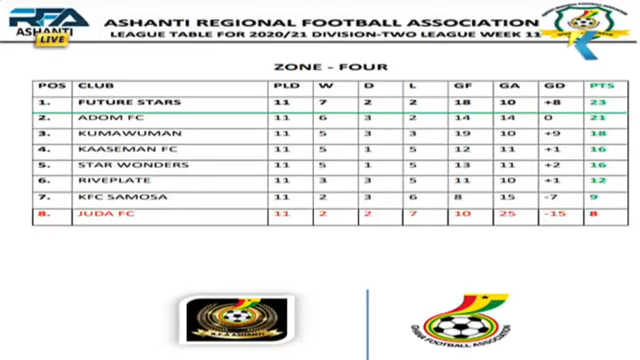 RFA
ASHANTI
LIVE
ASHANTI REGIONAL FOOTBALL ASSOCIATION
LEAGUE TABLE FOR 2020/21 DIVISION-TWO LEAGUE WEEK 11
ZONE - FOUR
POS CLUB PLD W D L GF GA GD PTS
1. FUTURE STARS 11 7 2 2 18 10 +8 23
2. ADOM FC 11 6 3 2 14 14 0 21
3. KUMAWUMAN 11 5 3 3 19 10 +9 18
4. KAASEMAN FC 11 5 1 5 12 11 +1 16
5. STAR WONDERS 11 5 1 5 13 11 +2 16
6. RIVEPLATE 11 3 3 5 11 10 +1 12
7. KFC SAMOSA 11 2 3 6 8 15 -7 9
8. JUDA FC 11 2 2 7 10 25 -15 8
R.F.A ASHANTI
GHANA FOOTBALL ASSOCIATION